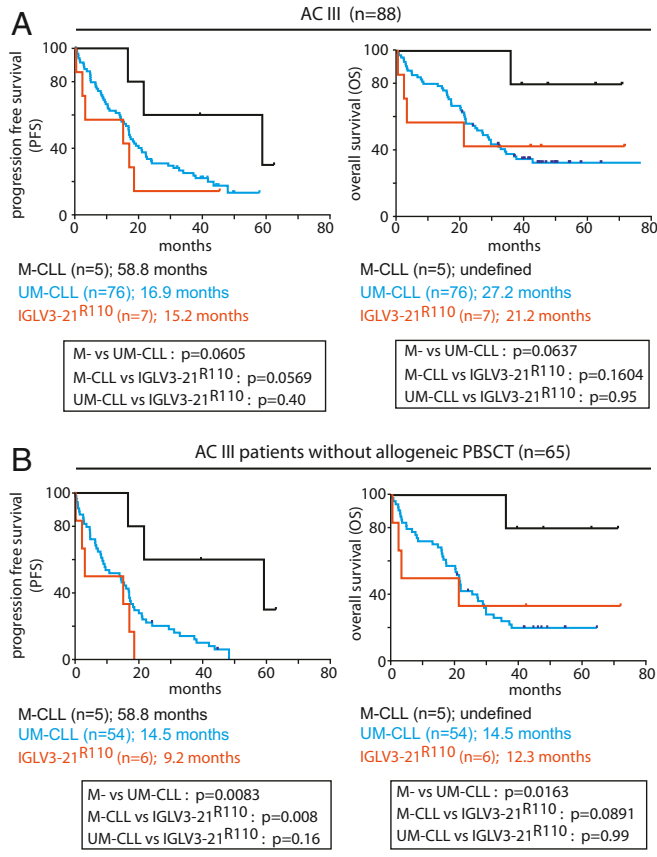 A
AC III (n=88)
progression free survival
(PFS)
100
80
60
40
0
0
20
40
60
80
months
M-CLL (n=5); 58.8 months
UM-CLL (n=76); 16.9 months
IGLV3-21R110 (n=7); 15.2 months
M- vs UM-CLL : p=0.0605
M-CLL vs IGLV3-21R110 : p=0.0569
UM-CLL vs IGLV3-21R110 : p=0.40
overall survival (OS)
100
80
40
0
0
20
40
60
80
months
M-CLL (n=5); undefined
UM-CLL (n=76); 27.2 months
IGLV3-21R110 (n=7); 21.2 months
M- vs UM-CLL : p=0.0637
M-CLL vs IGLV3-21R110 : p=0.1604
UM-CLL vs IGLV3-21R110 : p=0.95
B
AC III patients without allogeneic PBSCT (n=65)
progression free survival
(PFS)
100
80
40
0
0
20
40
60
80
months
M-CLL (n=5); 58.8 months
UM-CLL (n=54); 14.5 months
IGLV3-21R110 (n=6); 9.2 months
M- vs UM-CLL : p=0.0083
M-CLL vs IGLV3-21R110 : p=0.008
UM-CLL vs IGLV3-21R110 : p=0.16
overall survival (OS)
100
80
40
0
0
20
40
60
80
months
M-CLL (n=5); undefined
UM-CLL (n=54); 14.5 months
IGLV3-21R110 (n=6); 12.3 months
M- vs UM-CLL : p=0.0163
M-CLL vs IGLV3-21R110 : p=0.0891
UM-CLL vs IGLV3-21R110 : p=0.99